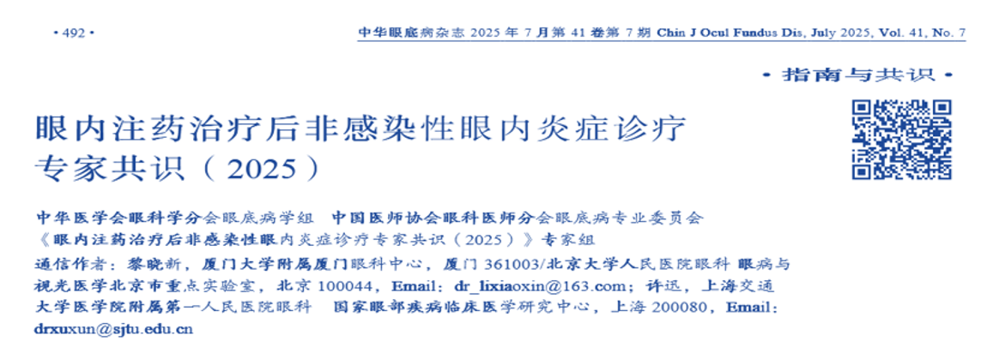 ·492·
中华眼底病杂志 2025 年 7 月第 41 卷第 7 期 Chin J Ocul Fundus Dis, July 2025, Vol. 41, No. 7
·指南与共识·
眼内注药治疗后非感染性眼内炎症诊疗
专家共识（2025）
中华医学会眼科学分会眼底病学组 中国医师协会眼科医师分会眼底病专业委员会
《眼内注药治疗后非感染性眼内炎症诊疗专家共识（2025）》专家组
通信作者：黎晓新，厦门大学附属厦门眼科中心，厦门 361003/北京大学人民医院眼科 眼病与
视光医学北京市重点实验室，北京 100044，Email：dr_lixiaoxin@163.com；许迅，上海交通
大学医学院附属第一人民医院眼科 国家眼部疾病临床医学研究中心，上海 200080，Email：
drxuxun@sjtu.edu.cn